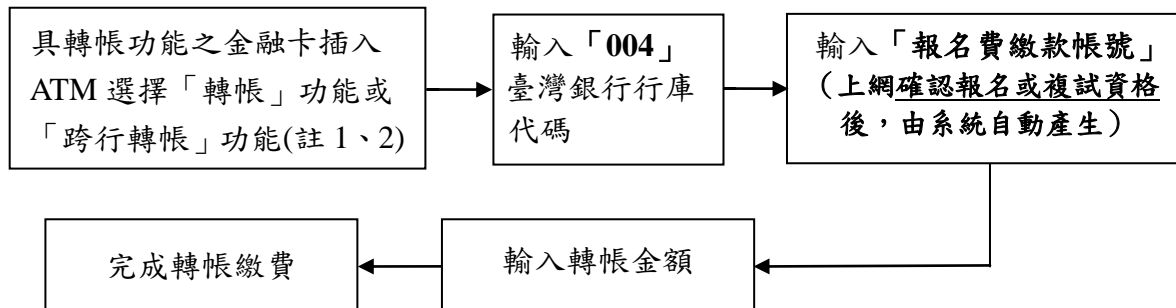 具轉帳功能之金融卡插入
ATM 選擇「轉帳」功能或
「跨行轉帳」功能(註 1、2)
輸入「004」
臺灣銀行行庫
代碼
輸入「報名費繳款帳號」
(上網確認報名或複試資格
後,由系統自動產生)
輸入轉帳金額
完成轉帳繳費